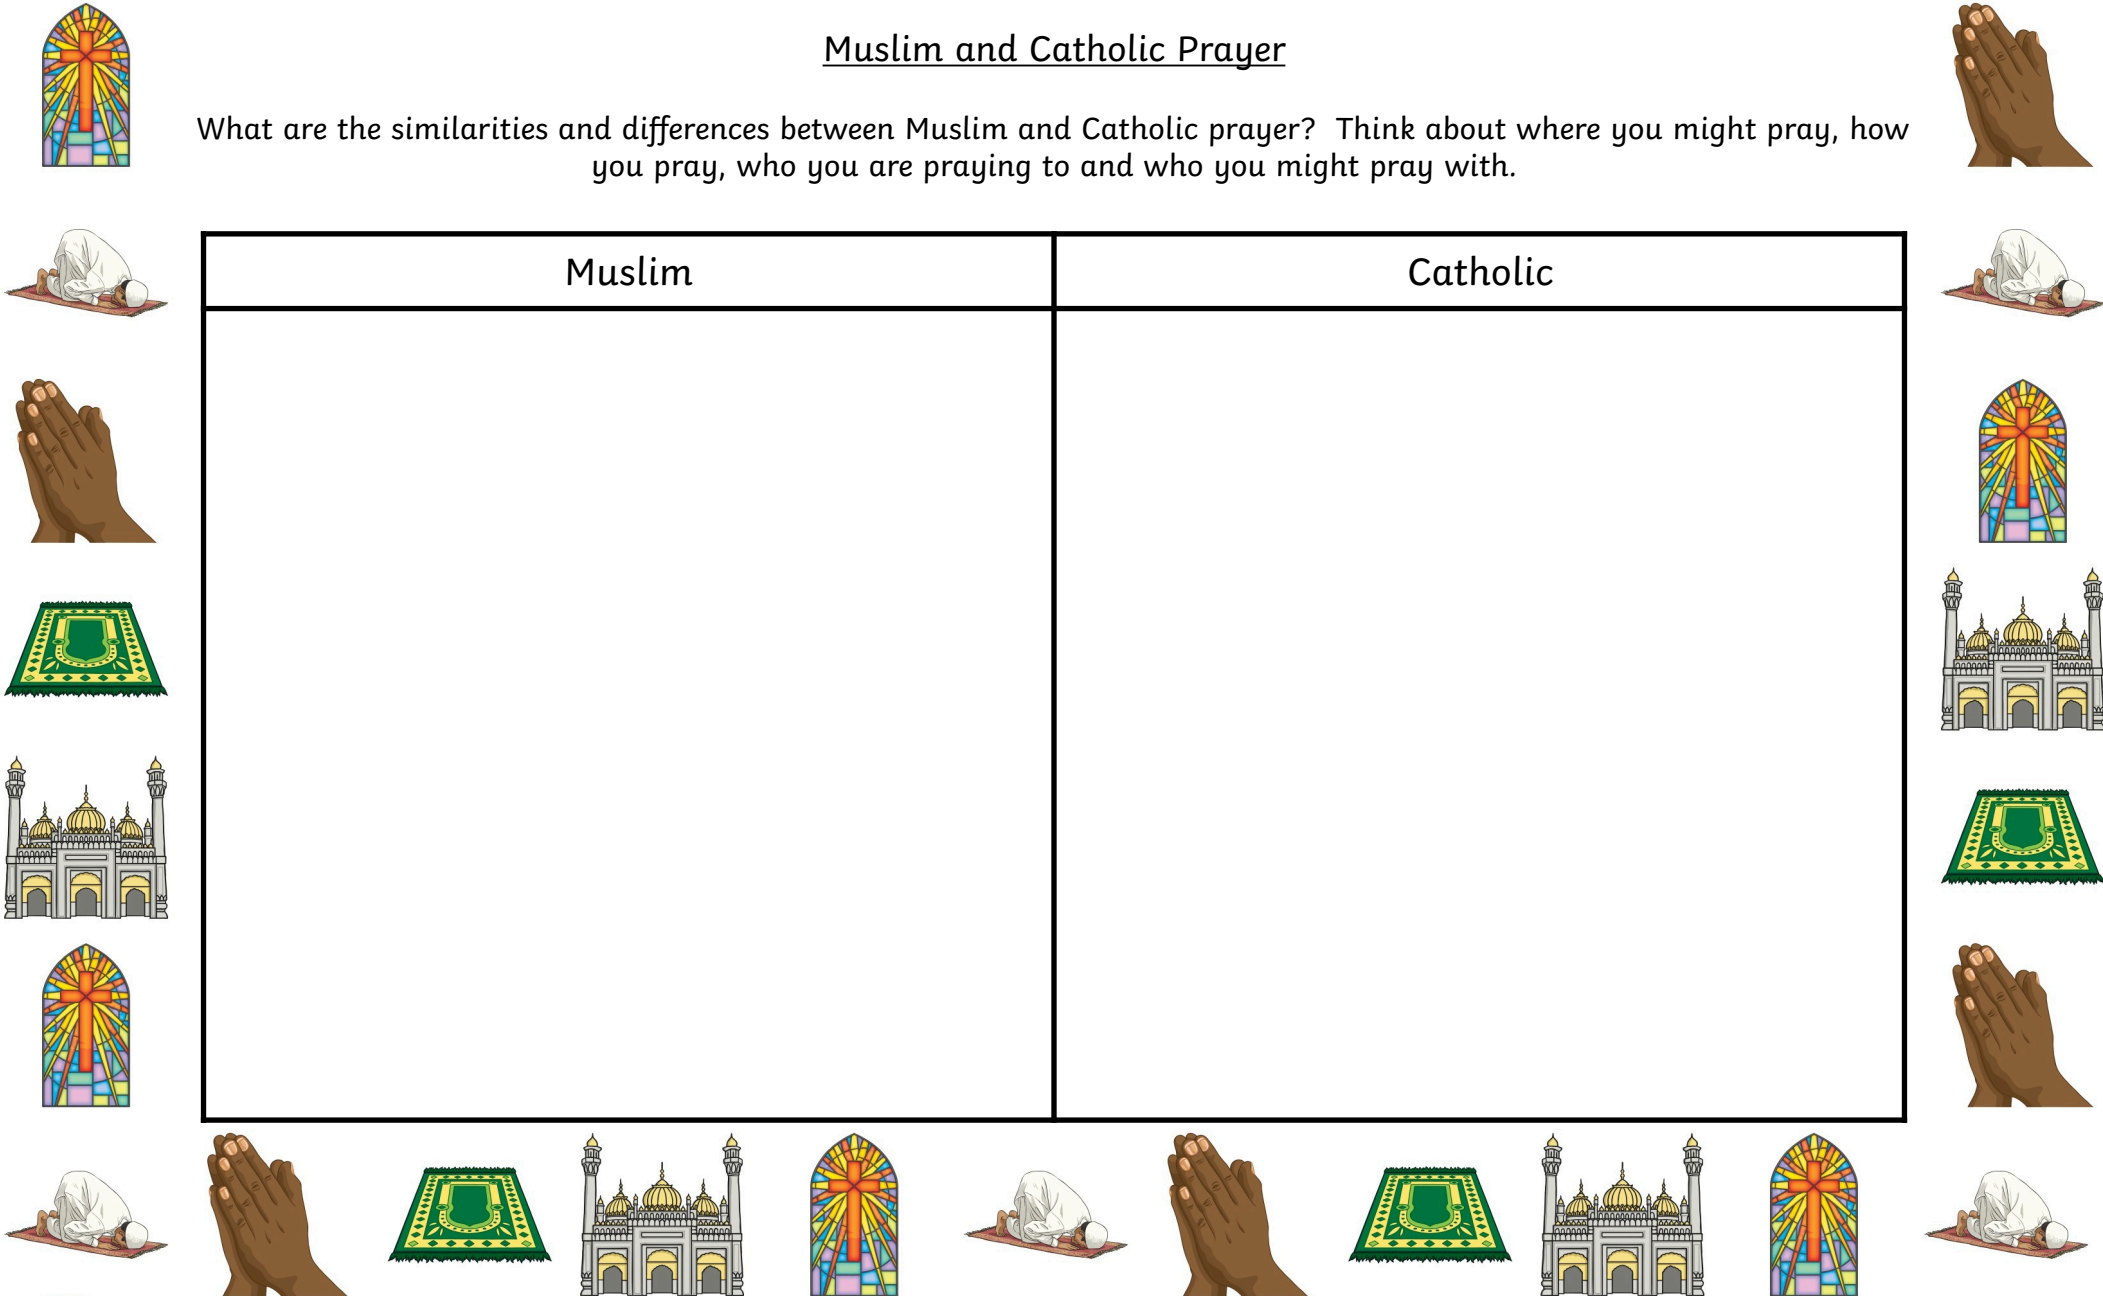 Muslim and Catholic Prayer
What are the similarities and differences between Muslim and Catholic prayer?  Think about where you might pray, how
you pray, who you are praying to and who you might pray with.
Muslim
Catholic